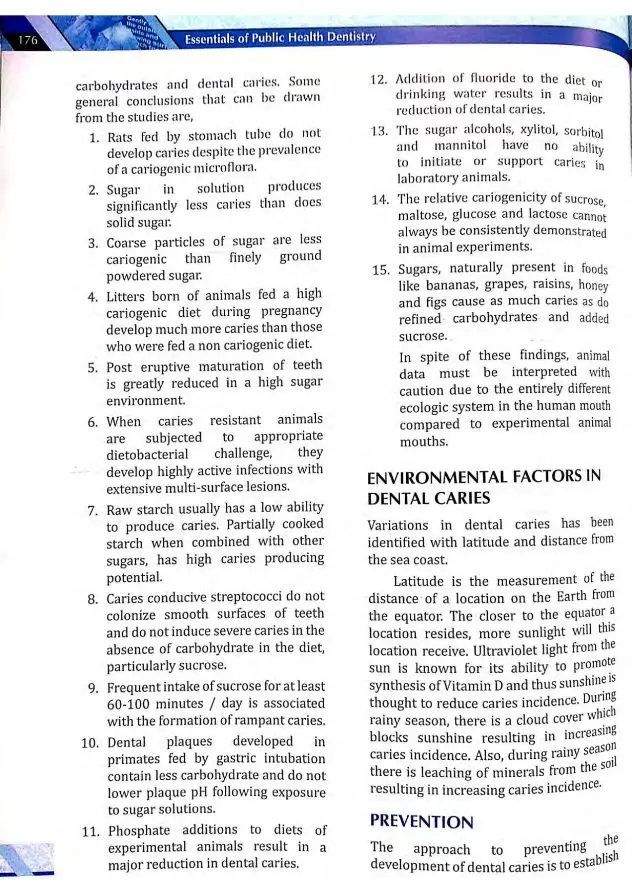 176
Essentials of Public Health Dentistry
carbohydrates and dental caries. Some
general conclusions that can be drawn
from the studies are,
1. Rats fed by stomach tube do not
develop caries despite the prevalence
of a cariogenic microflora.
2. Sugar in solution produces
significantly less caries than does
solid sugar.
3. Coarse particles of sugar are less
cariogenic than finely ground
powdered sugar.
4. Litters born of animals fed a high
cariogenic diet during pregnancy
develop much more caries than those
who were fed a non cariogenic diet.
5. Post eruptive maturation of teeth
is greatly reduced in a high sugar
environment.
6. When caries resistant animals
are subjected to appropriate
dietobacterial challenge, they
develop highly active infections with
extensive multi-surface lesions.
7. Raw starch usually has a low ability
to produce caries. Partially cooked
starch when combined with other
sugars, has high caries producing
potential.
8. Caries conducive streptococci do not
colonize smooth surfaces of teeth
and do not induce severe caries in the
absence of carbohydrate in the diet,
particularly sucrose.
9. Frequent intake of sucrose for at least
60-100 minutes / day is associated
with the formation of rampant caries.
10. Dental plaques developed in
primates fed by gastric intubation
contain less carbohydrate and do not
lower plaque pH following exposure
to sugar solutions.
11. Phosphate additions to diets of
experimental animals result in a
major reduction in dental caries.
12. Addition of fluoride to the diet or
drinking water results in a major
reduction of dental caries.
13. The sugar alcohols, xylitol, sorbitol
and mannitol have no ability
to initiate or support caries in
laboratory animals.
14. The relative cariogenicity of sucrose,
maltose, glucose and lactose cannot
always be consistently demonstrated
in animal experiments.
15. Sugars, naturally present in foods
like bananas, grapes, raisins, honey
and figs cause as much caries as do
refined carbohydrates and added
sucrose.
In spite of these findings, animal
data must be interpreted with
caution due to the entirely different
ecologic system in the human mouth
compared to experimental animal
mouths.
ENVIRONMENTAL FACTORS IN
DENTAL CARIES
Variations in dental caries has been
identified with latitude and distance from
the sea coast.
Latitude is the measurement of the
distance of a location on the Earth from
the equator. The closer to the equator a
location resides, more sunlight will this
location receive. Ultraviolet light from the
sun is known for its ability to promote
synthesis of Vitamin D and thus sunshine is
thought to reduce caries incidence. During
rainy season, there is a cloud cover which
blocks sunshine resulting in increasing
caries incidence. Also, during rainy season
there is leaching of minerals from the soil
resulting in increasing caries incidence.
PREVENTION
The approach to preventing the
development of dental caries is to establish